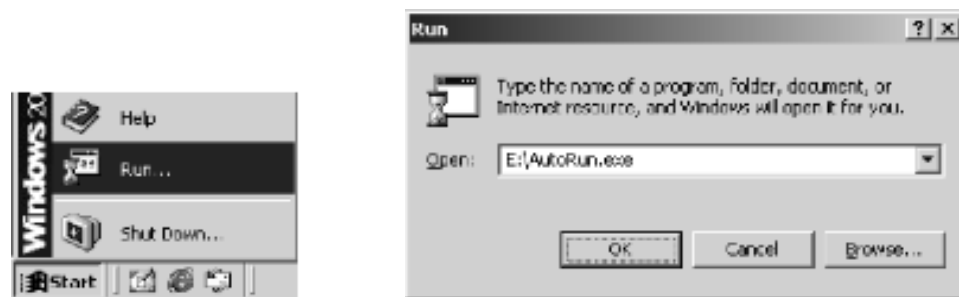 Windows 20
Help
Run...
Shut Down...
Start
Run
Type the name of a program, folder, document, or
Internet resource, and Windows will open it for you.
Open:
E:\AutoRun.exe
OK
Cancel
Browse...